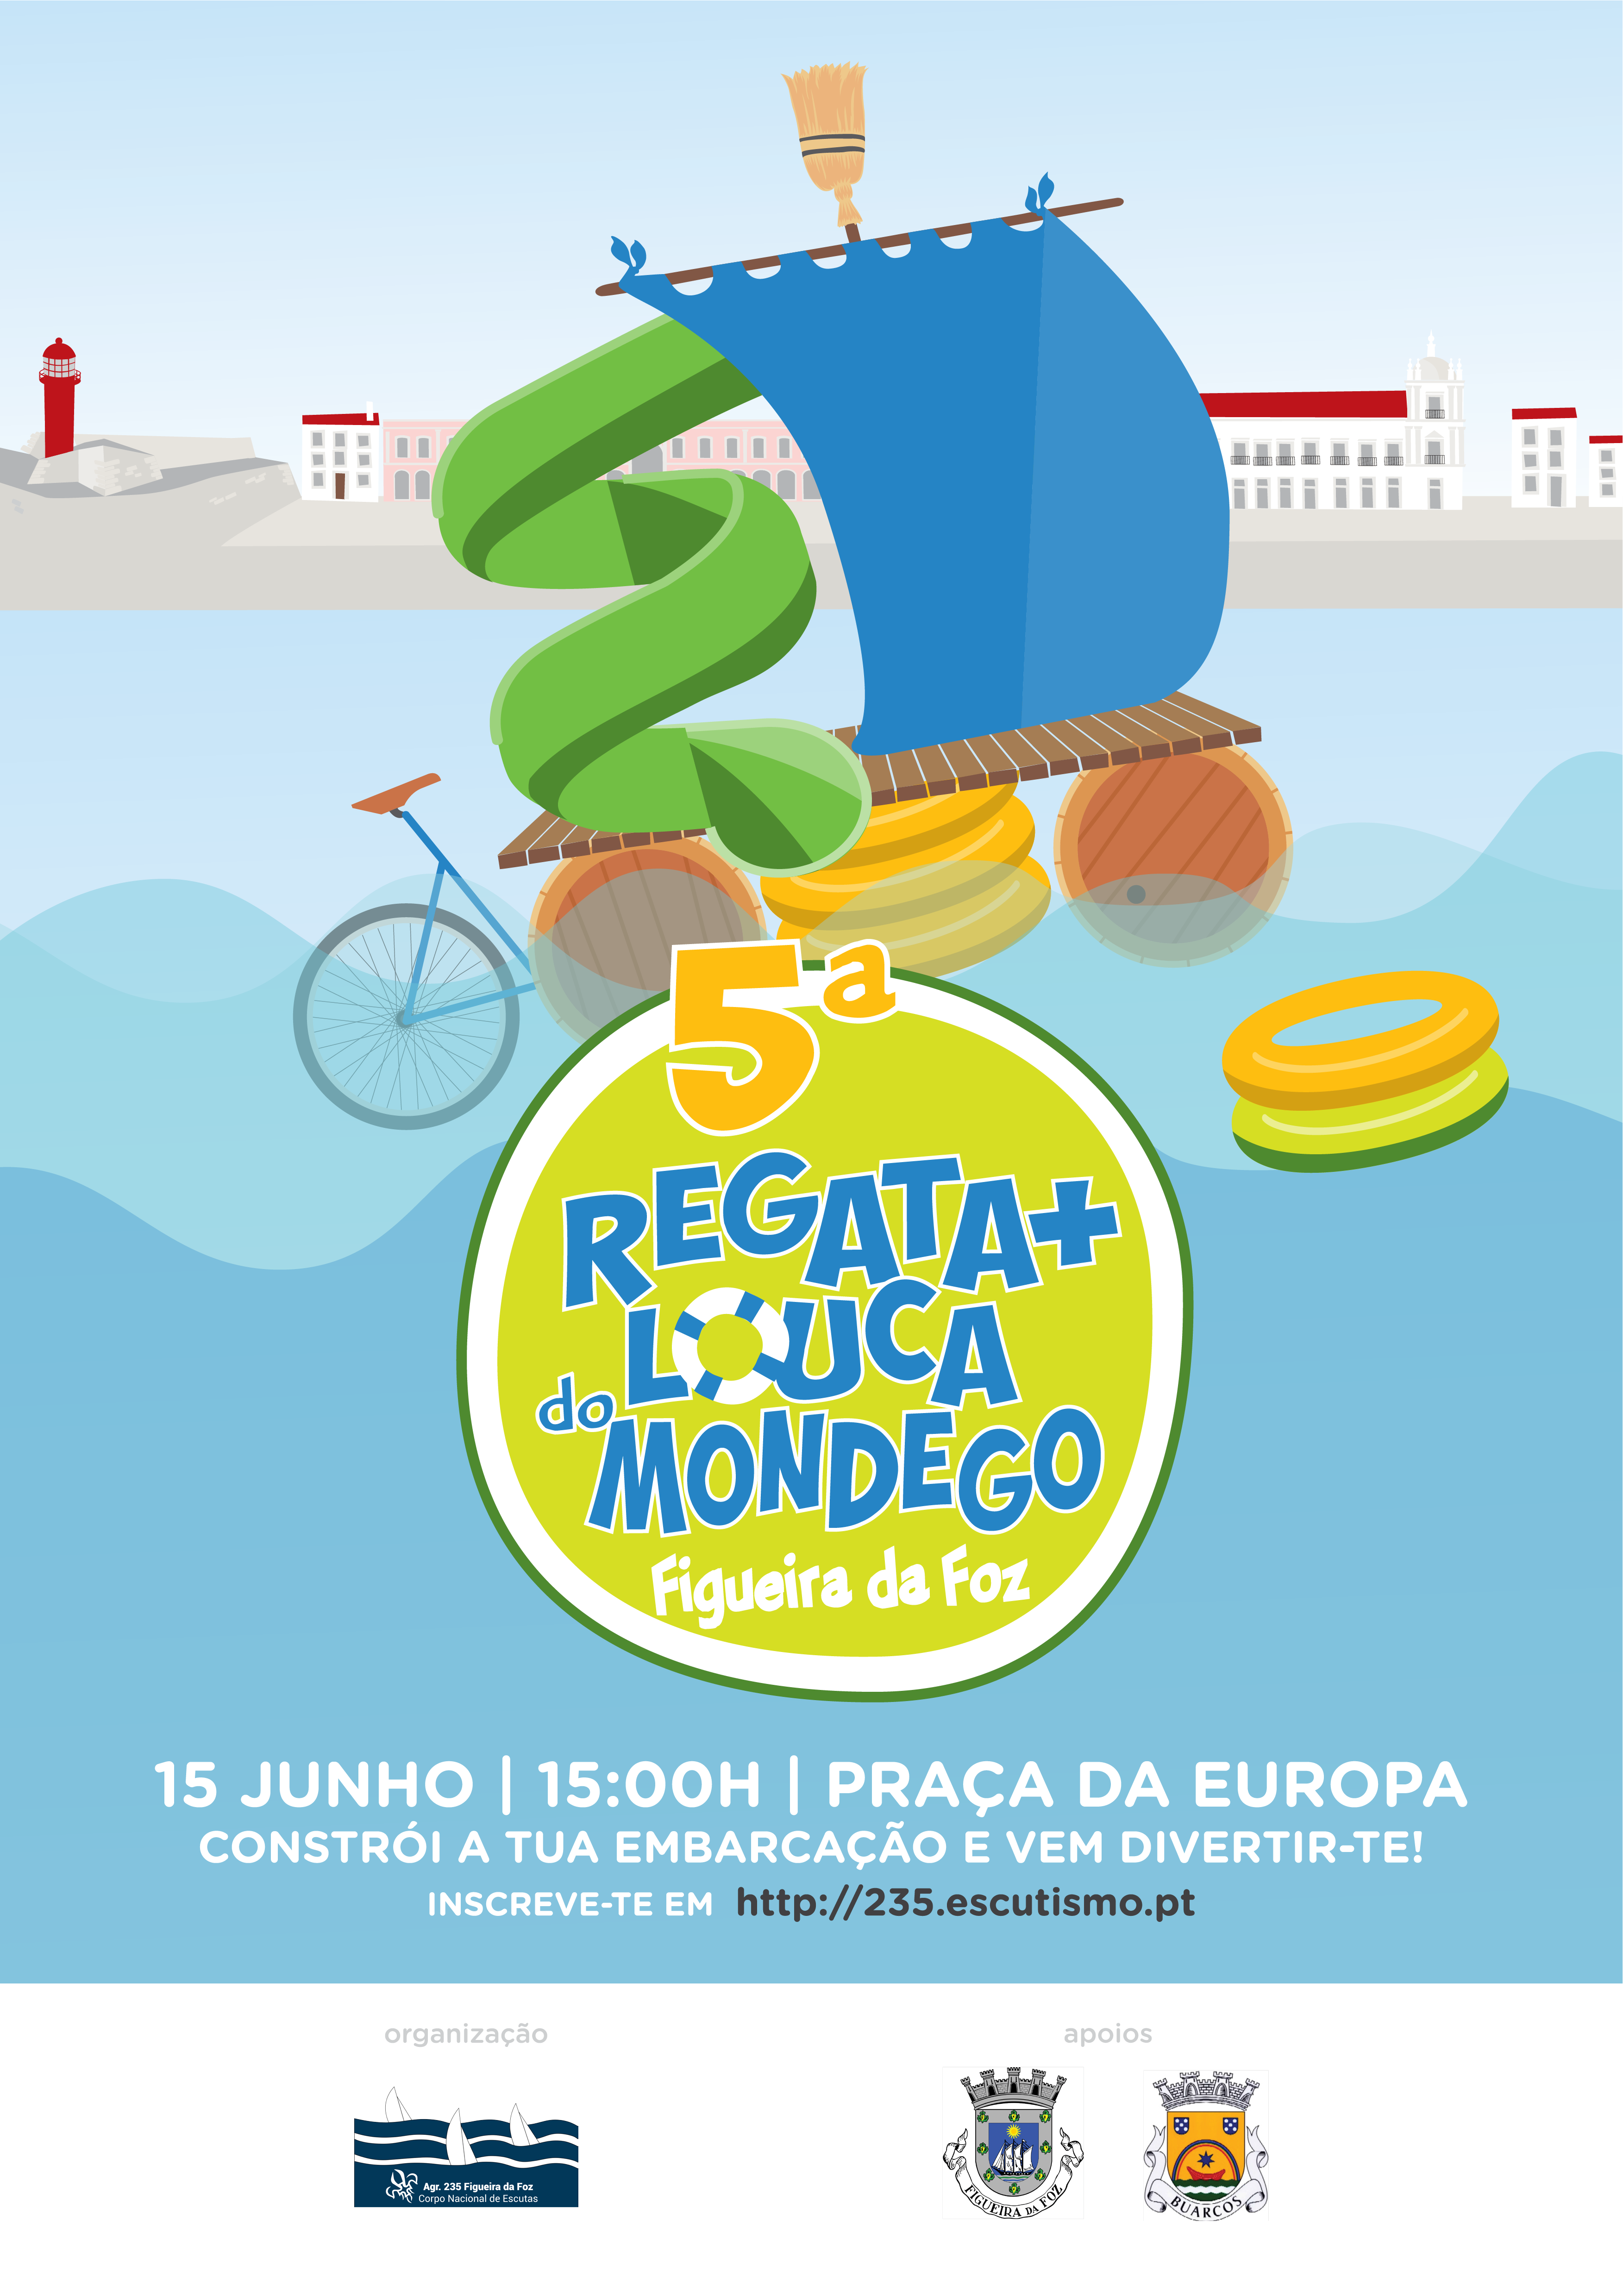 5ª
REGATA+
LOUCA
do
MONDEGO
Figueira da Foz
15 JUNHO | 15:00H | PRAÇA DA EUROPA
CONSTRÓI A TUA EMBARCAÇÃO E VEM DIVERTIR-TE!
INSCREVE-TE EM http://235.escutismo.pt
organização
apoios
Agr. 235 Figueira da Foz
Corpo Nacional de Escutas
FIGUEIRA DA FOZ
BUARCOS